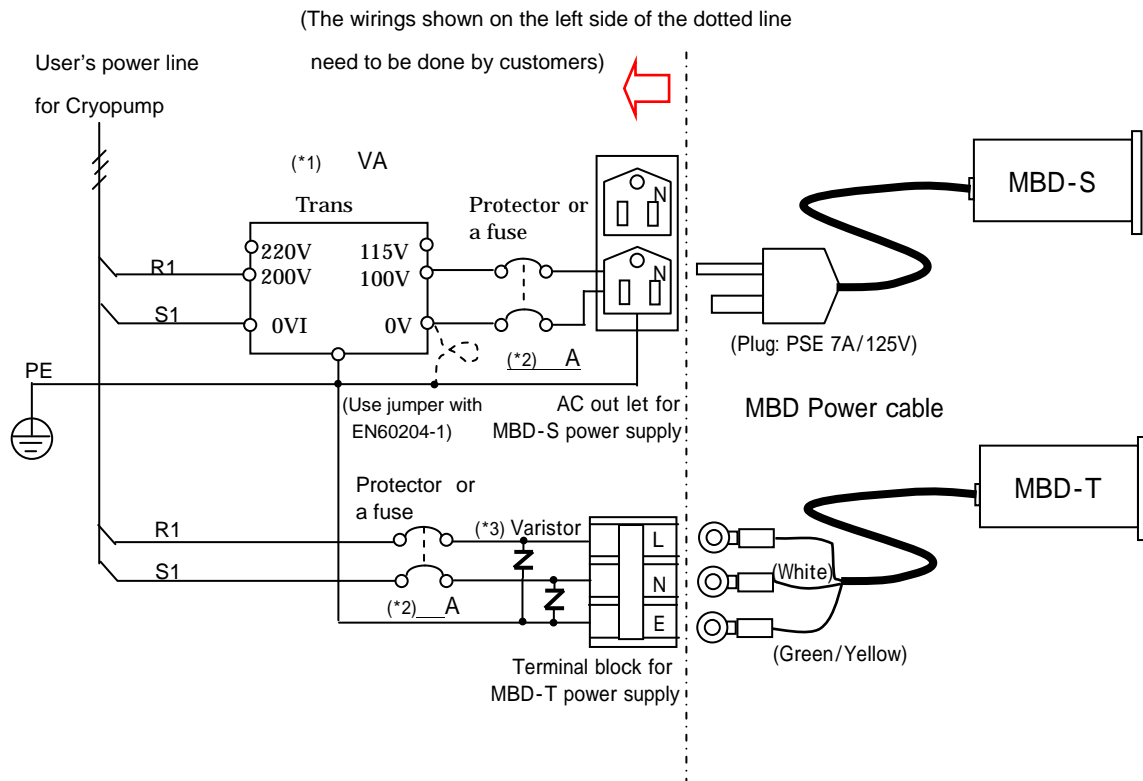 (The wirings shown on the left side of the dotted line
need to be done by customers)
User's power line
for Cryopump
(*1) VA
Trans
Protector or
a fuse
N
MBD-S
220V 115V
R1 200V 100V
N
S1 0VI 0V
(*2) A
(Plug: PSE 7A/125V)
PE
(Use jumper with
EN60204-1)
AC out let for
MBD-S power supply
MBD Power cable
MBD-T
Protector or
a fuse
R1
(*3) Varistor
L
S1
(White)
N
(*2) A
E
(Green/Yellow)
Terminal block for
MBD-T power supply